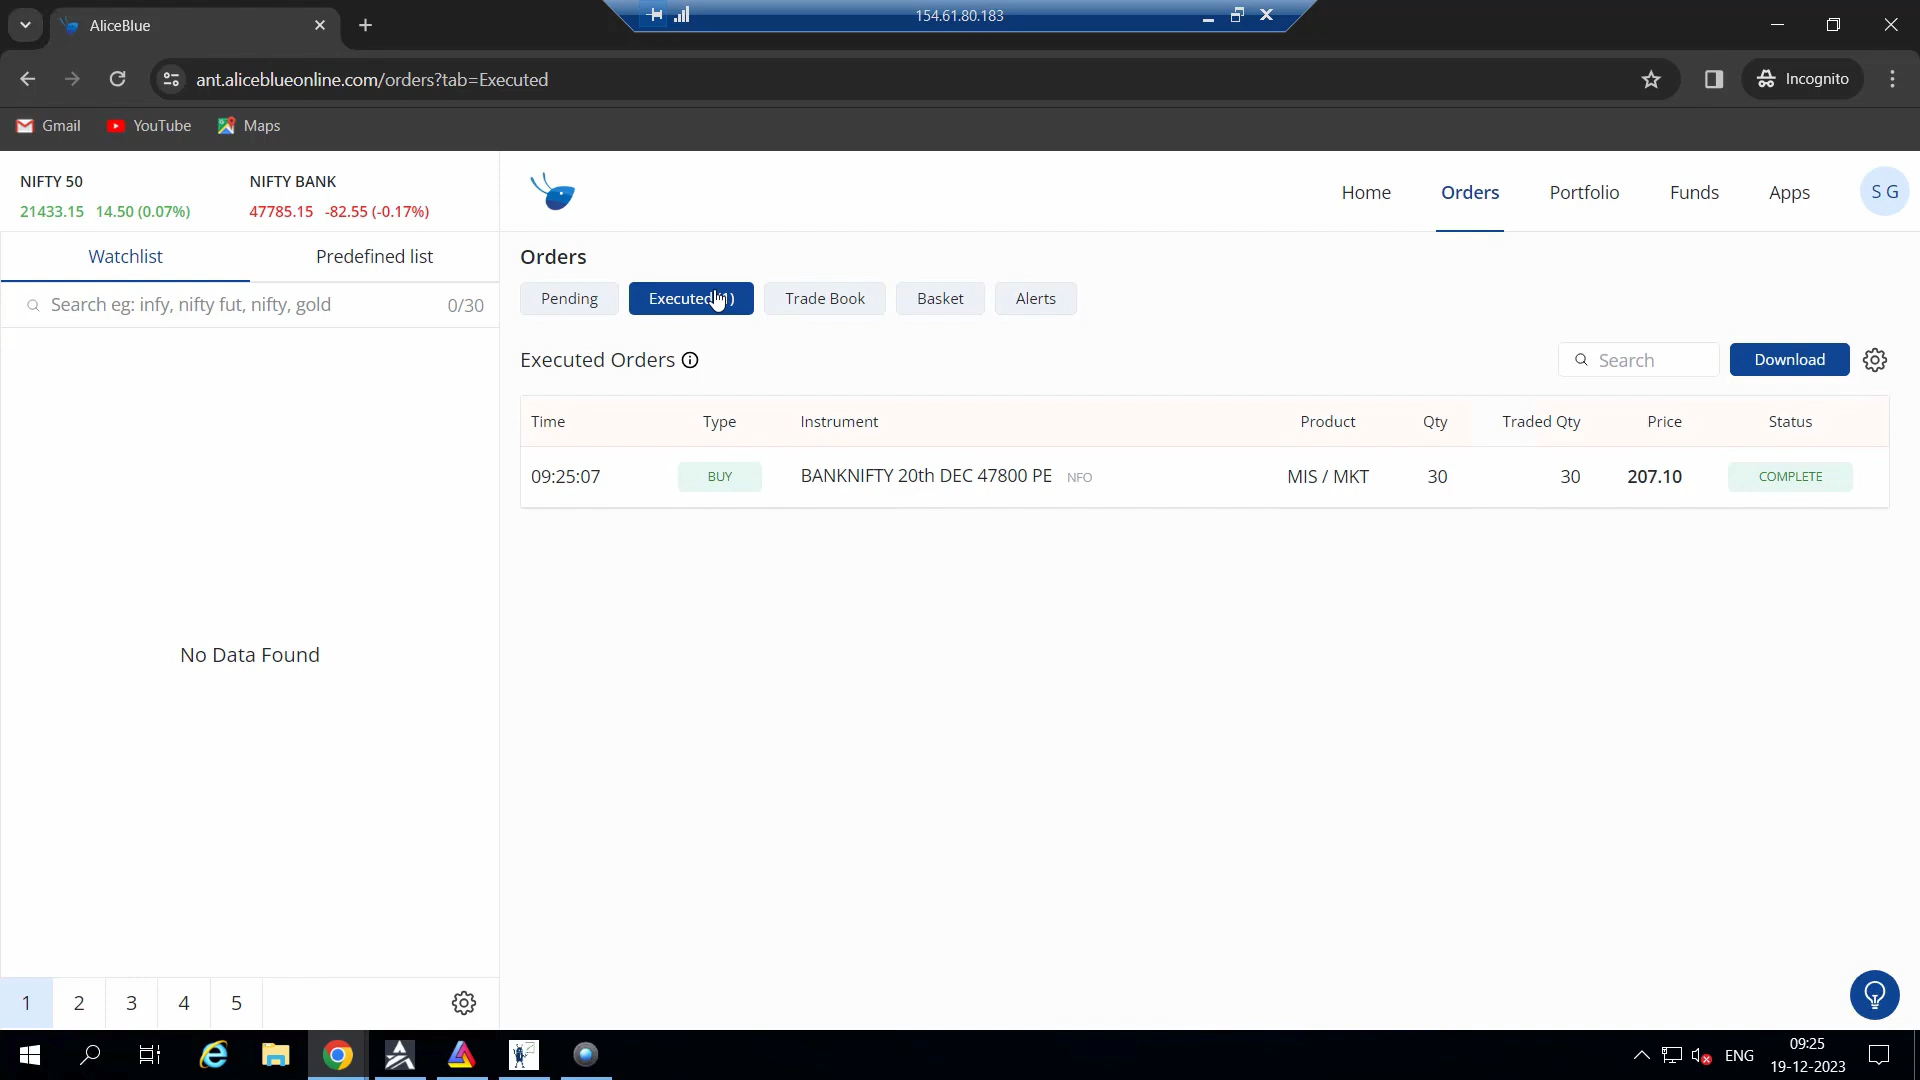 AliceBlue
154.61.80.183
ant.aliceblueonline.com/orders?tab=Executed
Incognito
Gmail YouTube Maps
NIFTY 50
21433.15 14.50 (0.07%)
NIFTY BANK
47785.15 -82.55 (-0.17%)
Home Orders Portfolio Funds Apps S G
Watchlist Predefined list
Search eg: infy, nifty fut, nifty, gold 0/30
No Data Found
1 2 3 4 5
Orders
Pending Executed (1) Trade Book Basket Alerts
Executed Orders
Search Download
Time Type Instrument Product Qty Traded Qty Price Status
09:25:07 BUY BANKNIFTY 20th DEC 47800 PE NFO MIS / MKT 30 30 207.10 COMPLETE
ENG
09:25
19-12-2023